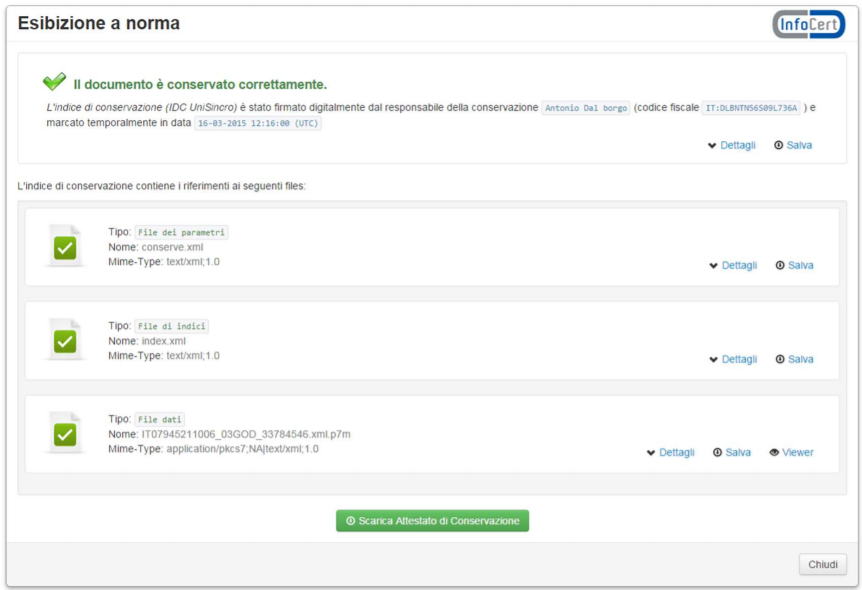 Esibizione a norma
InfoCert
Il documento è conservato correttamente.
L'indice di conservazione (IDC UniSincro) è stato firmato digitalmente dal responsabile della conservazione Antonio Dal borgo (codice fiscale IT:DLBNTN56S09L736A ) e
marcato temporalmente in data 16-03-2015 12:16:00 (UTC)
Dettagli Salva
L'indice di conservazione contiene i riferimenti ai seguenti files:
Tipo: File dei parametri
Nome: conserve.xml
Mime-Type: text/xml;1.0
Dettagli Salva
Tipo: File di indici
Nome: index.xml
Mime-Type: text/xml;1.0
Dettagli Salva
Tipo: File dati
Nome: IT07945211006_03GOD_33784546.xml.p7m
Mime-Type: application/pkcs7;NA|text/xml;1.0
Dettagli Salva Viewer
Scarica Attestato di Conservazione
Chiudi